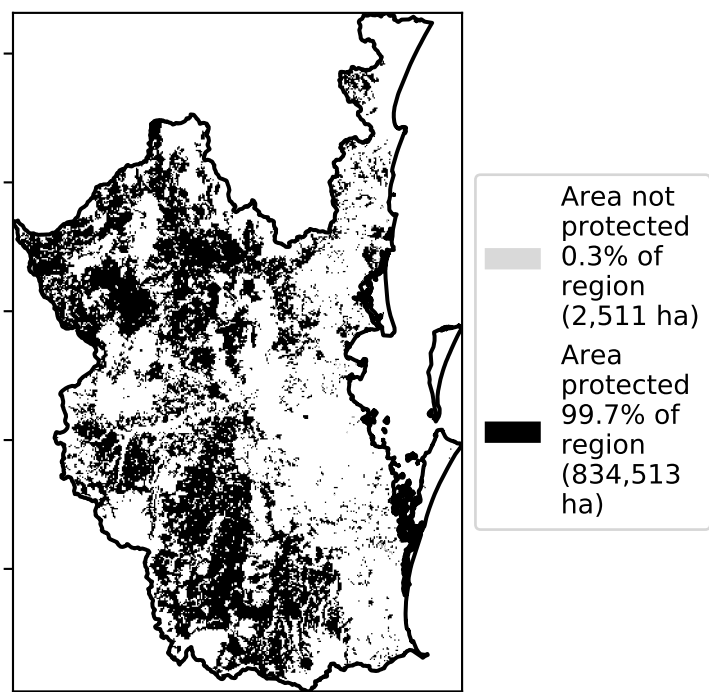 Area not
protected
0.3% of
region
(2,511 ha)
Area
protected
99.7% of
region
(834,513
ha)